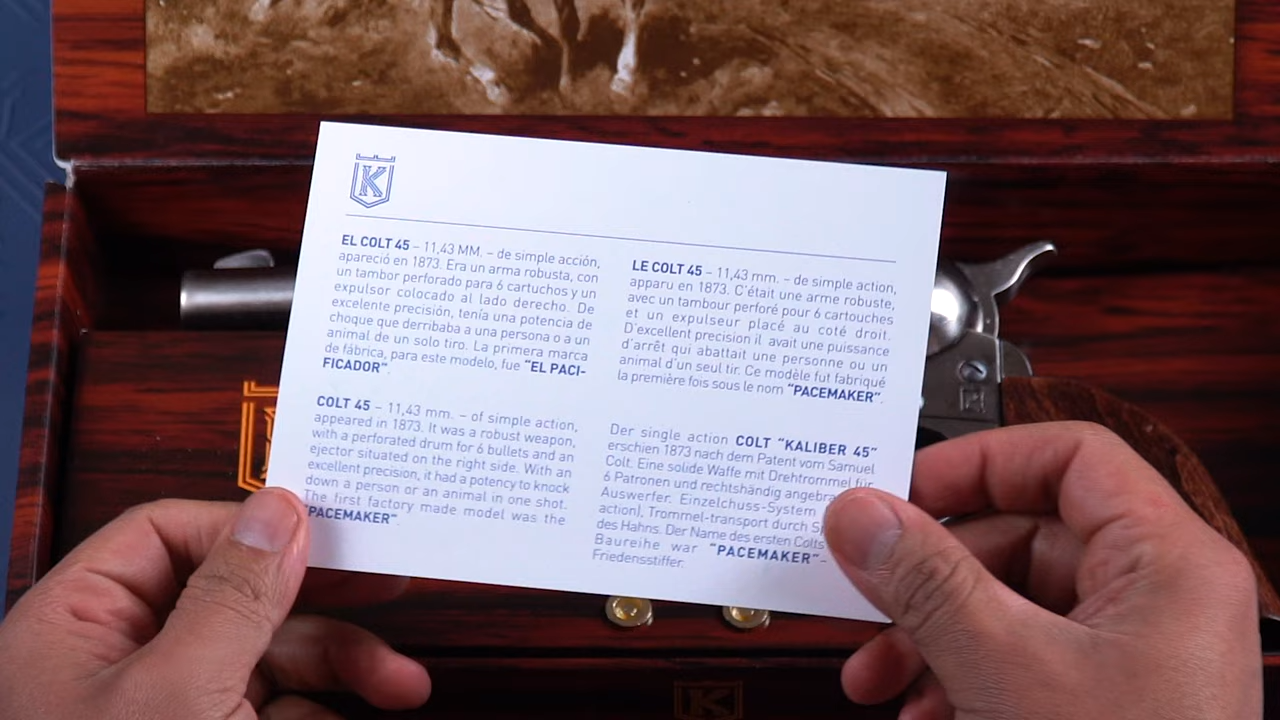 K
EL COLT 45 – 11,43 MM. – de simple acción,
apareció en 1873. Era un arma robusta, con
un tambor perforado para 6 cartuchos y un
expulsor colocado al lado derecho. De
excelente precisión, tenía una potencia de
choque que derribaba a una persona o a un
animal de un solo tiro. La primera marca
de fábrica, para este modelo, fue "EL PACI-
FICADOR".
COLT 45 – 11,43 mm. – of simple action,
appeared in 1873. It was a robust weapon,
with a perforated drum for 6 bullets and an
ejector situated on the right side. With an
excellent precision, it had a potency to knock
down a person or an animal in one shot.
The first factory made model was the
"PACEMAKER".
LE COLT 45 – 11,43 mm. – de simple action,
apparu en 1873. C'était une arme robuste,
avec un tambour perforé pour 6 cartouches
et un expulseur placé au coté droit.
D'excellent precision il avait une puissance
d'arrêt qui abattait une personne ou un
animal d'un seul tir. Ce modèle fut fabriqué
la première fois sous le nom "PACEMAKER".
Der single action COLT "KALIBER 45"
erschien 1873 nach dem Patent vom Samuel
Colt. Eine solide Waffe mit Drehtrommel für
6 Patronen und rechtshändig
Auswerfer. Einzelchuss-System
action), Trommel-transport durch
des Hahns. Der Name des ersten Colts
Baureihe war "PACEMAKER"–
Friedensstiffer.
K